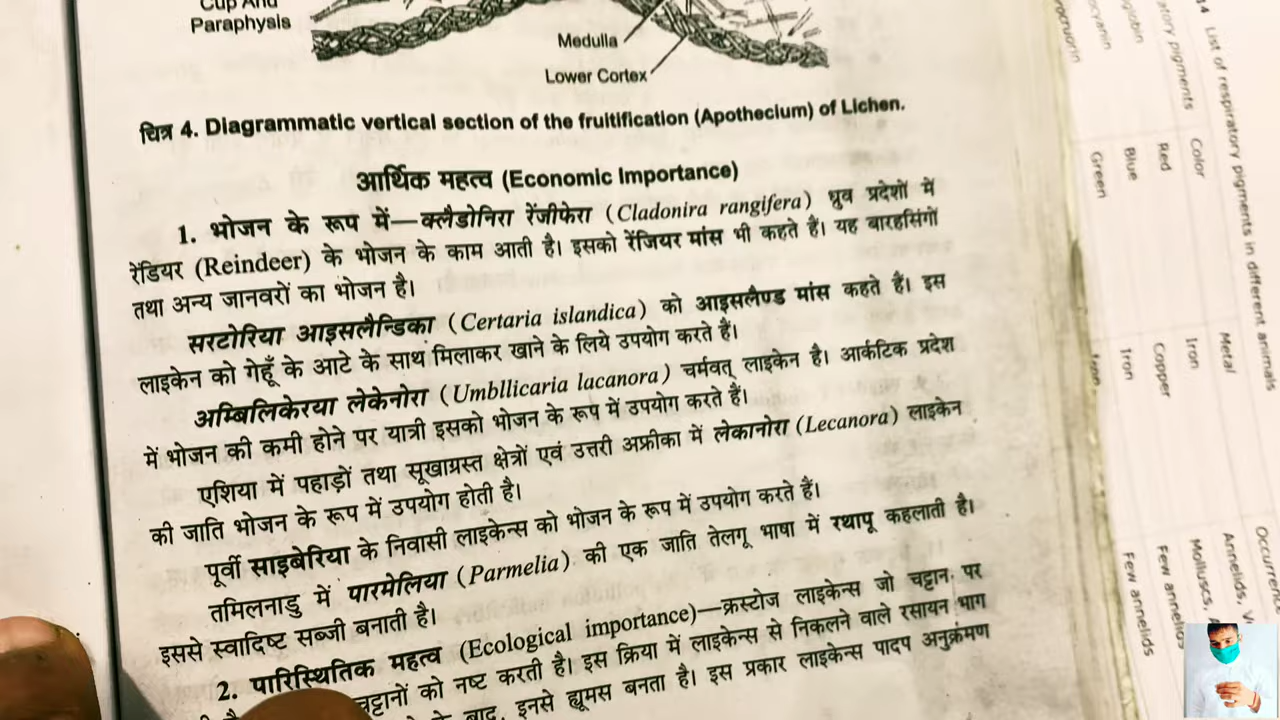 Cup And
Paraphysis
Medulla
Lower Cortex
चित्र 4. Diagrammatic vertical section of the fruitification (Apothecium) of Lichen.
आर्थिक महत्व (Economic Importance)
1. भोजन के रूप में—क्लैडोनिरा रेंजीफेरा (Cladonira rangifera) ध्रुव प्रदेशों में
रेंडियर (Reindeer) के भोजन के काम आती है। इसको रेंजियर मांस भी कहते हैं। यह बारहसिंगों
तथा अन्य जानवरों का भोजन है।
सरटोरिया आइसलैन्डिका (Certaria islandica) को आइसलैण्ड मांस कहते हैं। इस
लाइकेन को गेहूँ के आटे के साथ मिलाकर खाने के लिये उपयोग करते हैं।
अम्बिलिकेरया लेकेनोरा (Umbllicaria lacanora) चर्मवत् लाइकेन है। आर्कटिक प्रदेश
में भोजन की कमी होने पर यात्री इसको भोजन के रूप में उपयोग करते हैं।
एशिया में पहाड़ों तथा सूखाग्रस्त क्षेत्रों एवं उत्तरी अफ्रीका में लेकानोरा (Lecanora) लाइकेन
की जाति भोजन के रूप में उपयोग होती है।
पूर्वी साइबेरिया के निवासी लाइकेन्स को भोजन के रूप में उपयोग करते हैं।
तमिलनाडु में पारमेलिया (Parmelia) की एक जाति तेलगू भाषा में रथापू कहलाती है।
इससे स्वादिष्ट सब्जी बनाती है।
2. पारिस्थितिक महत्व (Ecological importance)—क्रस्टोज लाइकेन्स जो चट्टान पर
चट्टानों को नष्ट करती है। इस क्रिया में लाइकेन्स से निकलने वाले रसायन भाग
के बाद, इनसे ह्यूमस बनता है। इस प्रकार लाइकेन्स पादप अनुक्रमण
List of respiratory pigments in different animals
pigments Color Metal
Red Iron
Blue Copper Molluscs,
Green Iron Few annelids
Annelids,
Few annelids